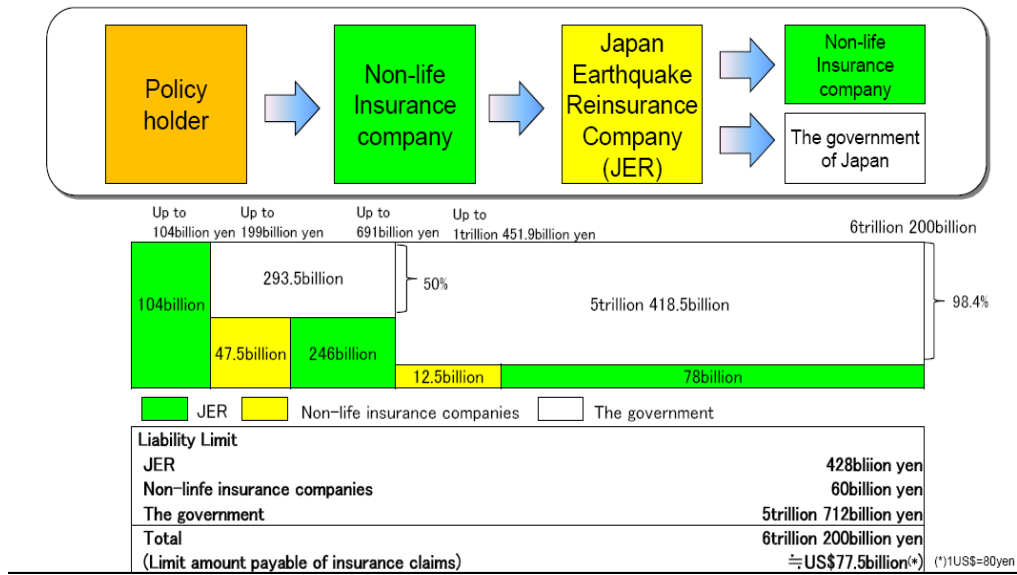 Policy
holder
Non-life
Insurance
company
Japan
Earthquake
Reinsurance
Company
(JER)
Non-life
Insurance
company
The government
of Japan
Up to
104billion yen
Up to
199billion yen
Up to
691billion yen
Up to
1trillion 451.9billion yen
6trillion 200billion
104billion
293.5billion
50%
5trillion 418.5billion
98.4%
47.5billion
246billion
12.5billion
78billion
JER
Non-life insurance companies
The government
Liability Limit
JER 428bliion yen
Non-linfe insurance companies 60billion yen
The government 5trillion 712billion yen
Total 6trillion 200billion yen
(Limit amount payable of insurance claims) ≒US$77.5billion(*)
(*)1US$=80yen